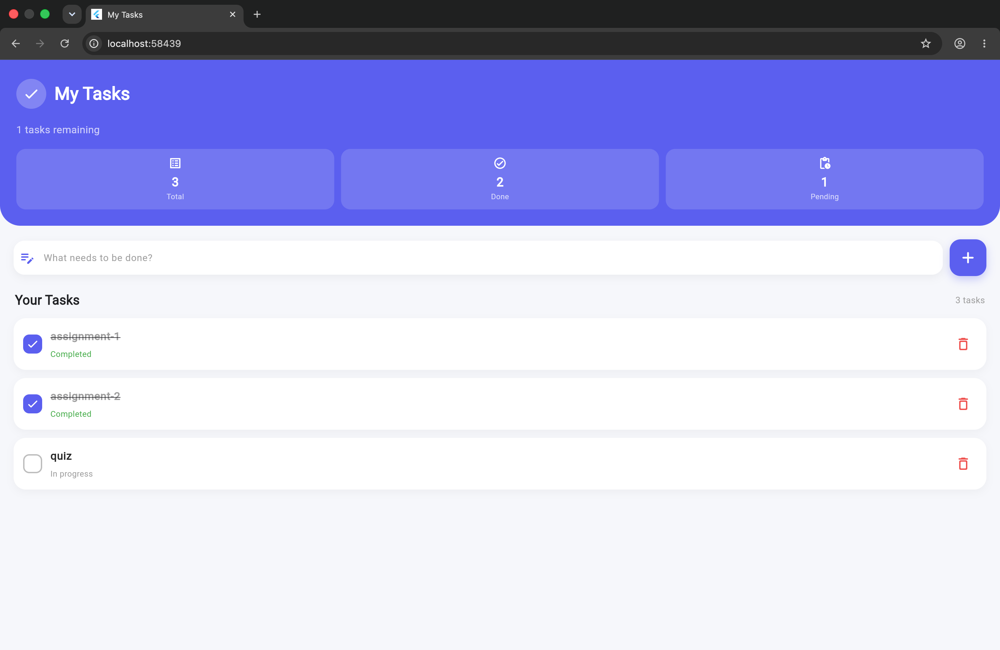 My Tasks
localhost:58439
My Tasks
1 tasks remaining
3
Total
2
Done
1
Pending
What needs to be done?
Your Tasks
3 tasks
assignment-1
Completed
assignment-2
Completed
quiz
In progress